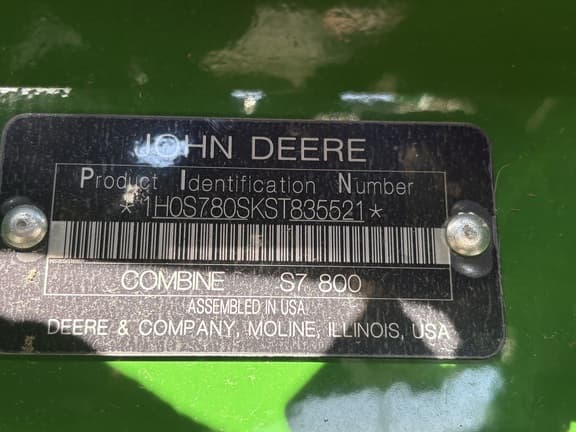 JOHN DEERE
Product Identification Number
*1H0S780SKST835521*
COMBINE S7 800
ASSEMBLED IN USA.
DEERE & COMPANY, MOLINE, ILLINOIS, USA